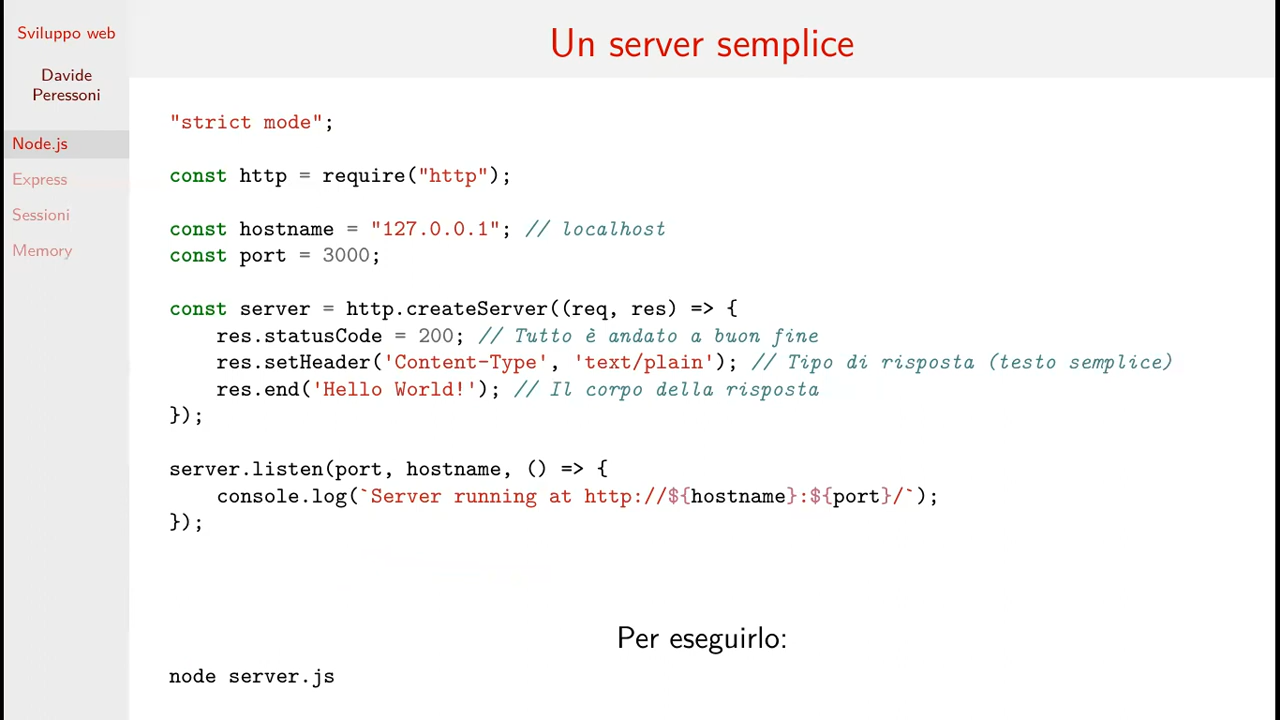 Sviluppo web
Davide
Peressoni
Node.js
Express
Sessioni
Memory
Un server semplice
"strict mode";
const http = require("http");
const hostname = "127.0.0.1"; // localhost
const port = 3000;
const server = http.createServer((req, res) => {
    res.statusCode = 200; // Tutto è andato a buon fine
    res.setHeader('Content-Type', 'text/plain'); // Tipo di risposta (testo semplice)
    res.end('Hello World!'); // Il corpo della risposta
});
server.listen(port, hostname, () => {
    console.log(`Server running at http://${hostname}:${port}/`);
});
Per eseguirlo:
node server.js